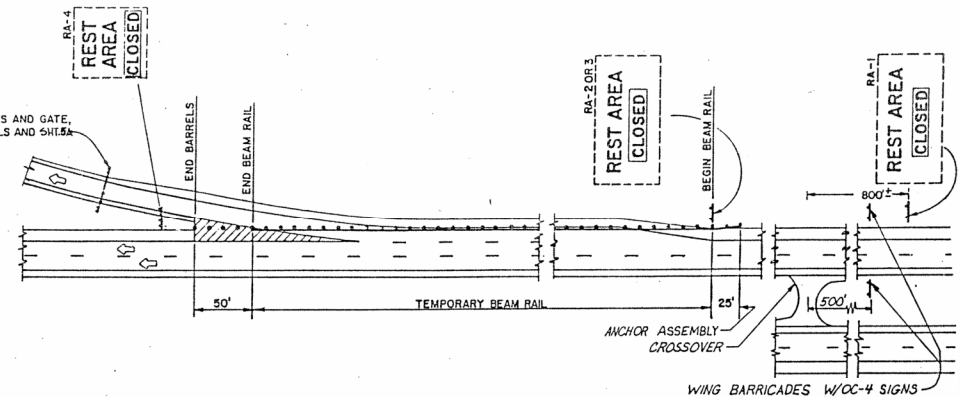 RA-4
REST
AREA
CLOSED
S AND GATE,
LS AND SHT.5A
END BARRELS
END BEAM RAIL
RA-2 OR 3
REST AREA
CLOSED
BEGIN BEAM RAIL
RA-1
REST AREA
CLOSED
800'±
50'
TEMPORARY BEAM RAIL
25'
500'
ANCHOR ASSEMBLY
CROSSOVER
WING BARRICADES W/OC-4 SIGNS